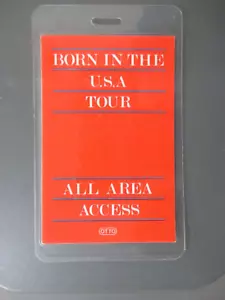 BORN IN THE
U.S.A
TOUR
ALL AREA
ACCESS
OTTO